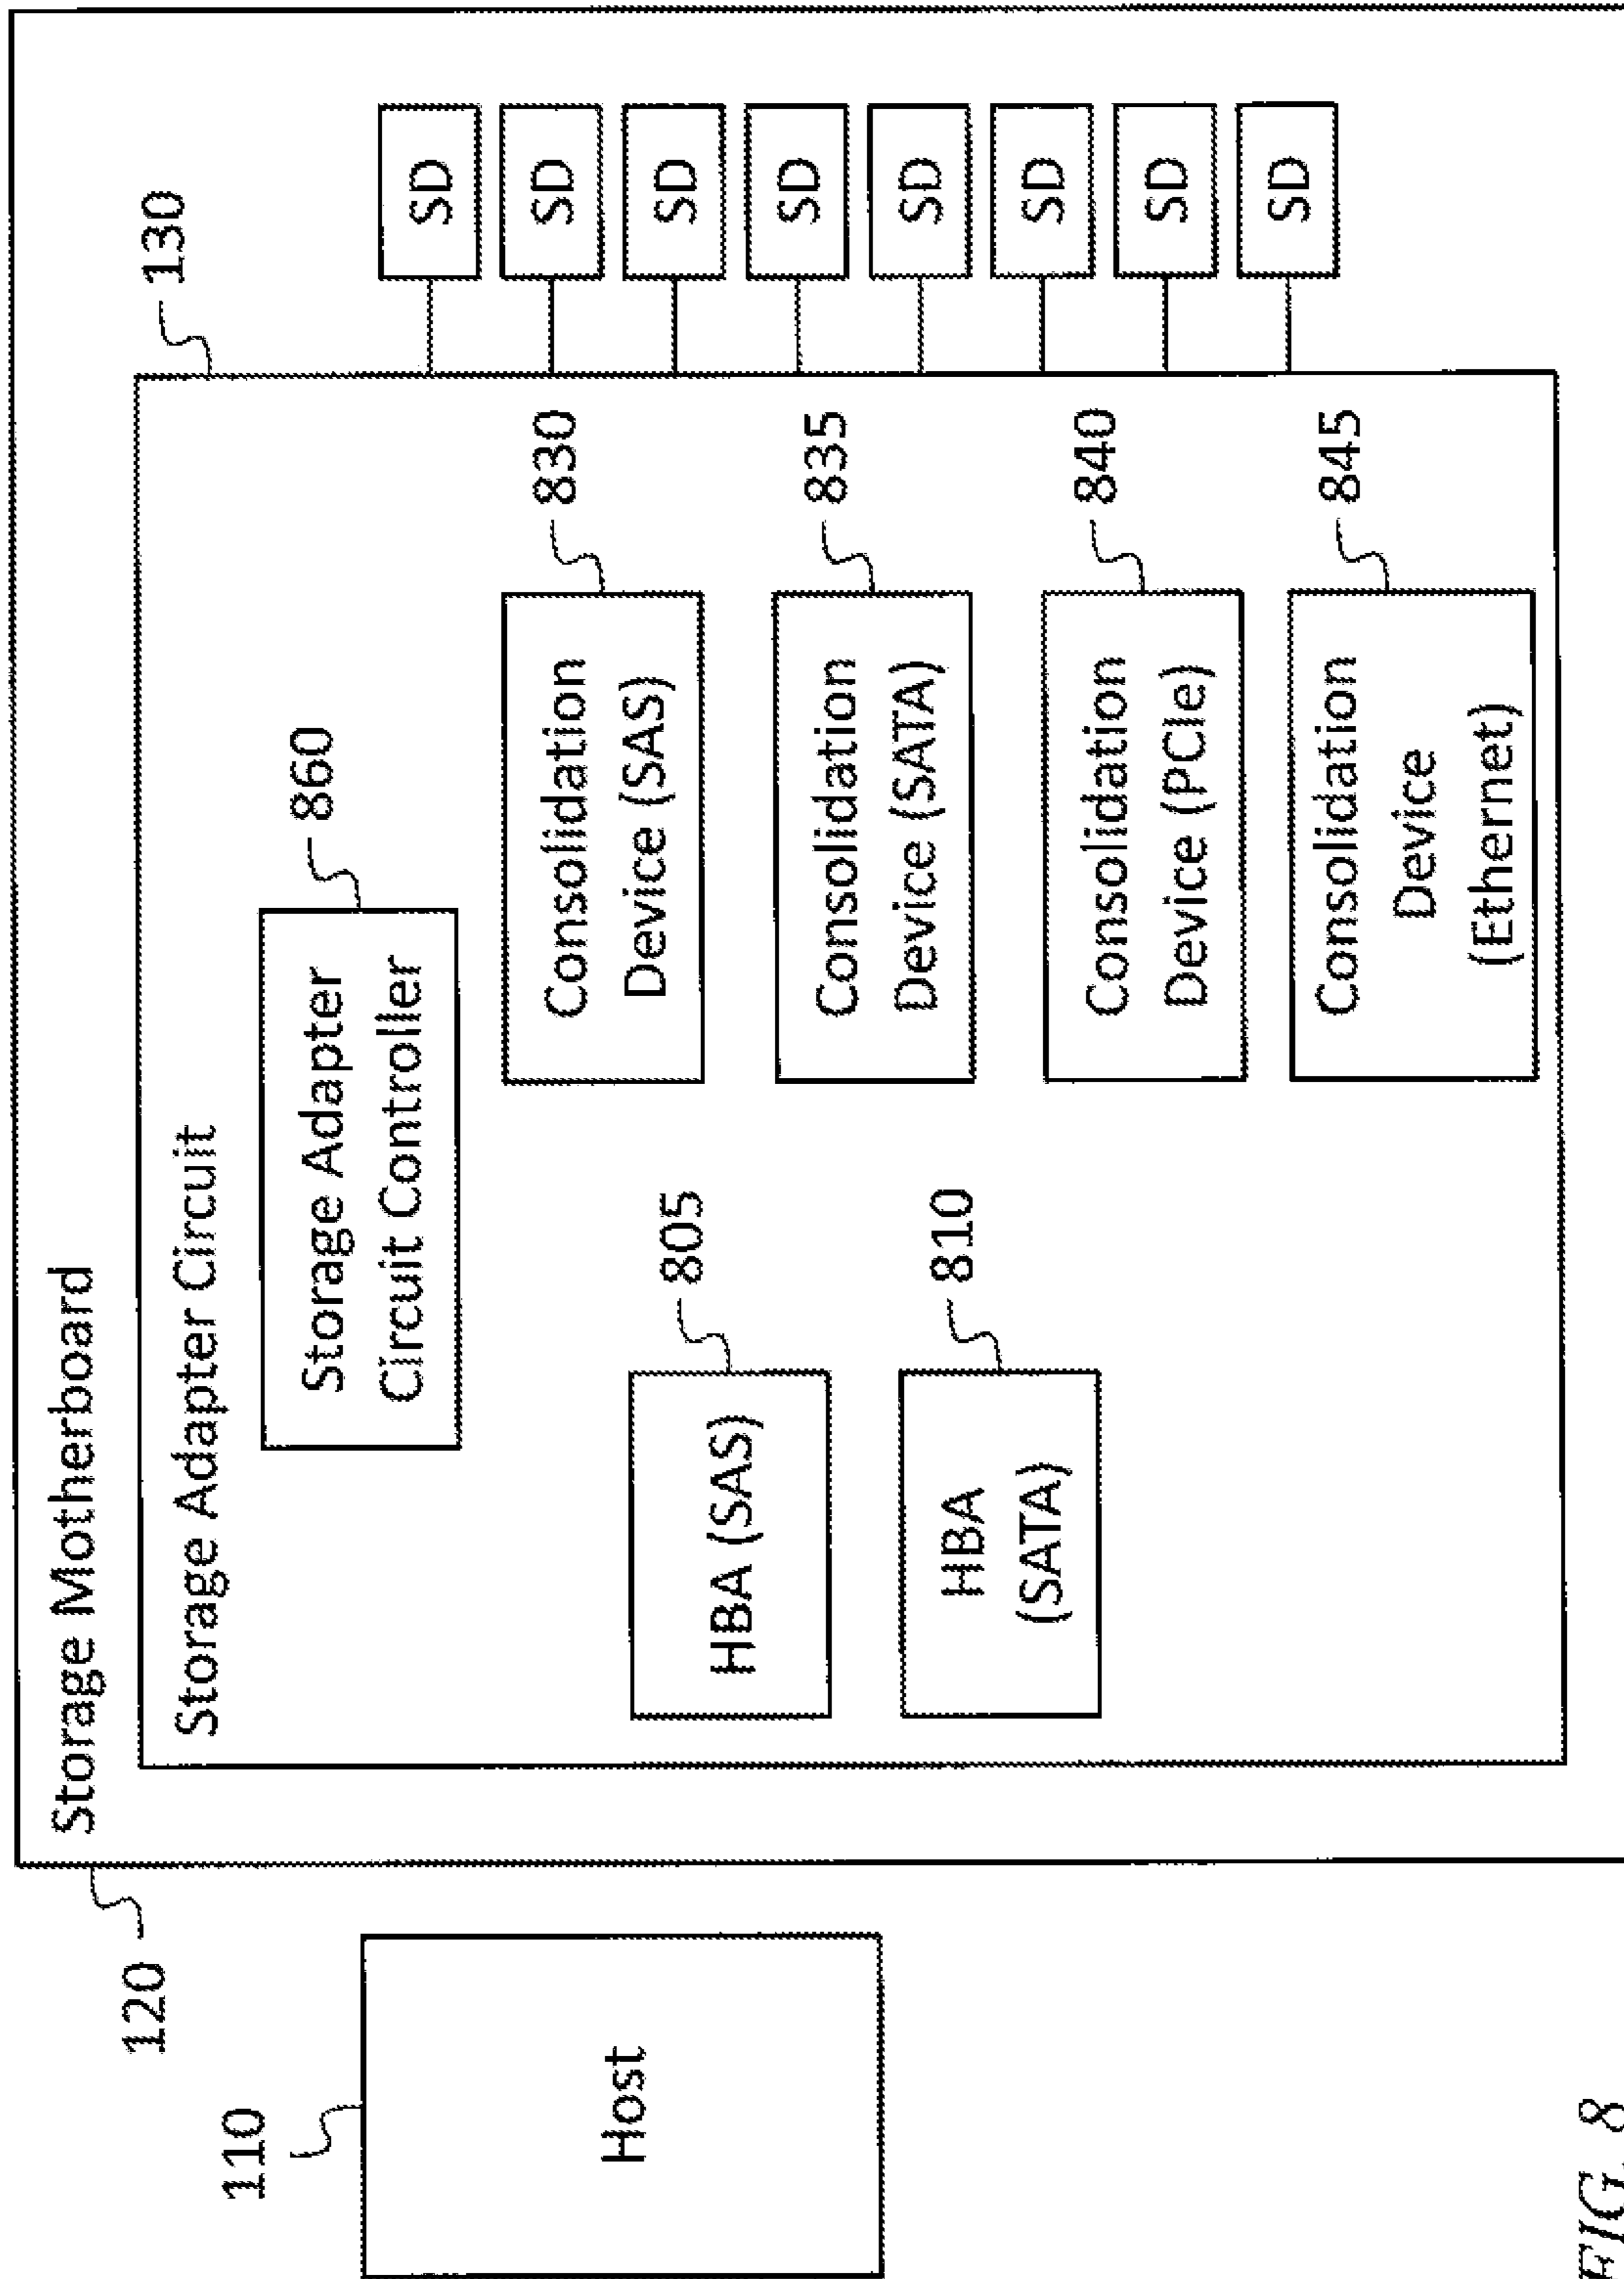 Storage Motherboard
120
110
Host
Storage Adapter Circuit
130
Storage Adapter
Circuit Controller
860
HBA (SAS)
805
HBA
(SATA)
810
Consolidation
Device (SAS)
830
Consolidation
Device (SATA)
835
Consolidation
Device (PCIe)
840
Consolidation
Device
(Ethernet)
845
SD
SD
SD
SD
SD
SD
SD
SD
FIG. 8